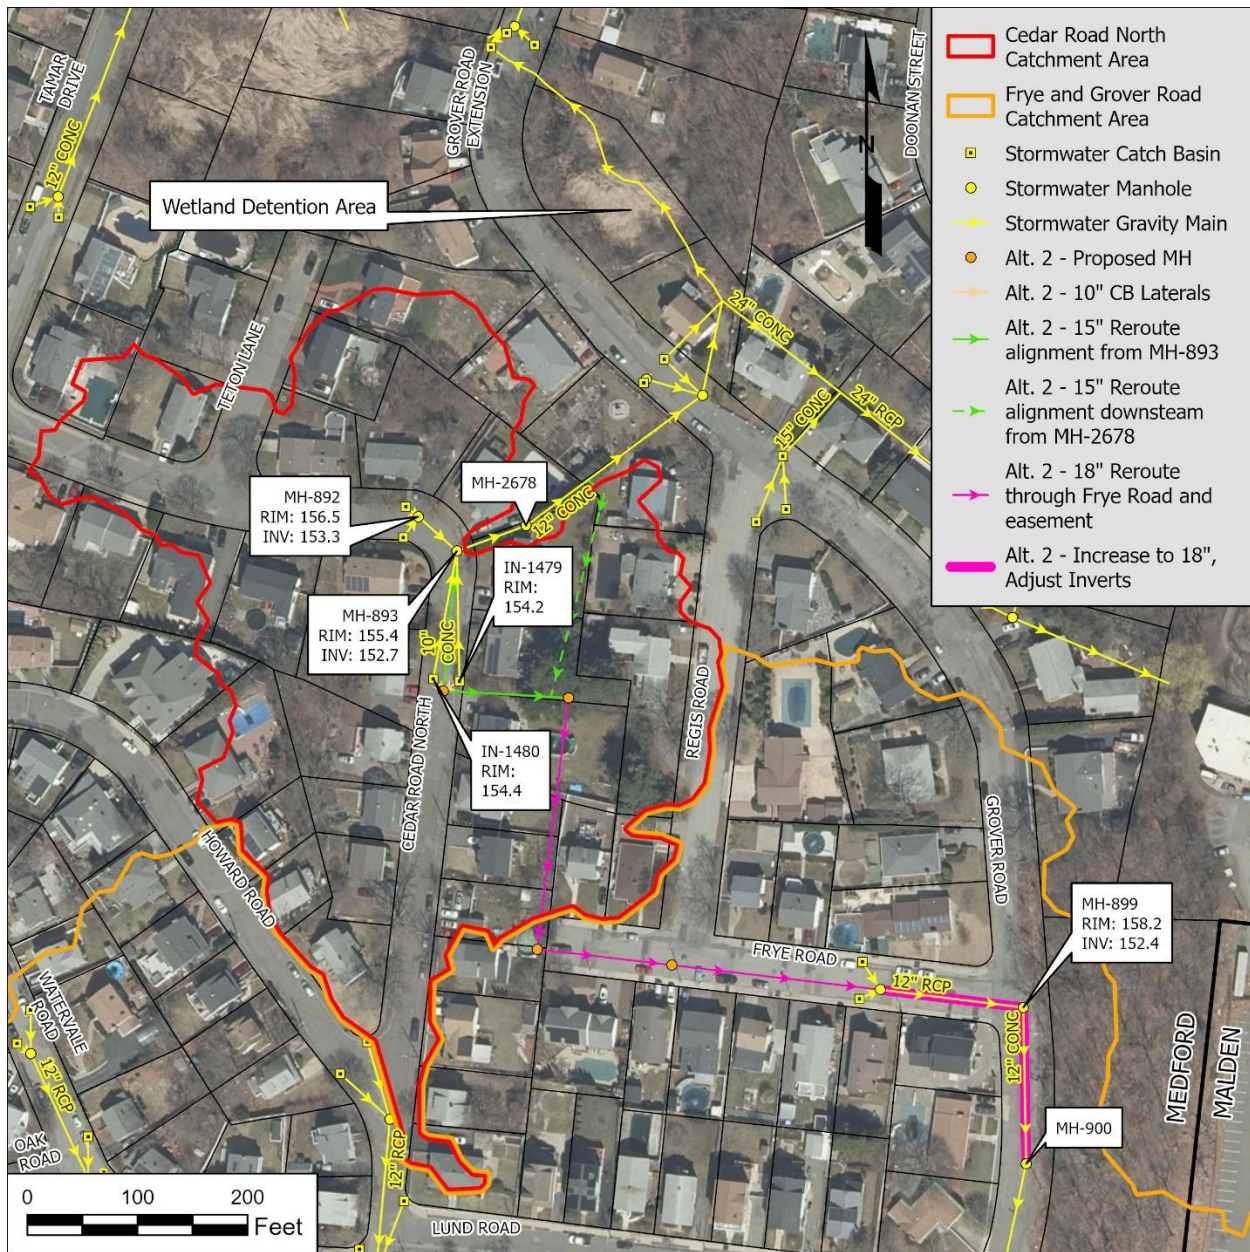 TAMAR
DRIVE
12" CONC
GROVER ROAD
EXTENSION
DOONAN STREET
N
Wetland Detention Area
TETON LANE
24" CONC
24" RCP
15" CONC
MH-892
RIM: 156.5
INV: 153.3
MH-2678
12" CONC
IN-1479
RIM:
154.2
MH-893
RIM: 155.4
INV: 152.7
10"
CONC
IN-1480
RIM:
154.4
CEDAR ROAD NORTH
REGIS ROAD
GROVER ROAD
HOWARD ROAD
FRYE ROAD
12" RCP
MH-899
RIM: 158.2
INV: 152.4
12" CONC
MH-900
MEDFORD
MALDEN
WATERVALE
ROAD
12" RCP
OAK
ROAD
12" RCP
LUND ROAD
0 100 200
Feet
Cedar Road North
Catchment Area
Frye and Grover Road
Catchment Area
Stormwater Catch Basin
Stormwater Manhole
Stormwater Gravity Main
Alt. 2 - Proposed MH
Alt. 2 - 10" CB Laterals
Alt. 2 - 15" Reroute
alignment from MH-893
Alt. 2 - 15" Reroute
alignment downsteam
from MH-2678
Alt. 2 - 18" Reroute
through Frye Road and
easement
Alt. 2 - Increase to 18",
Adjust Inverts